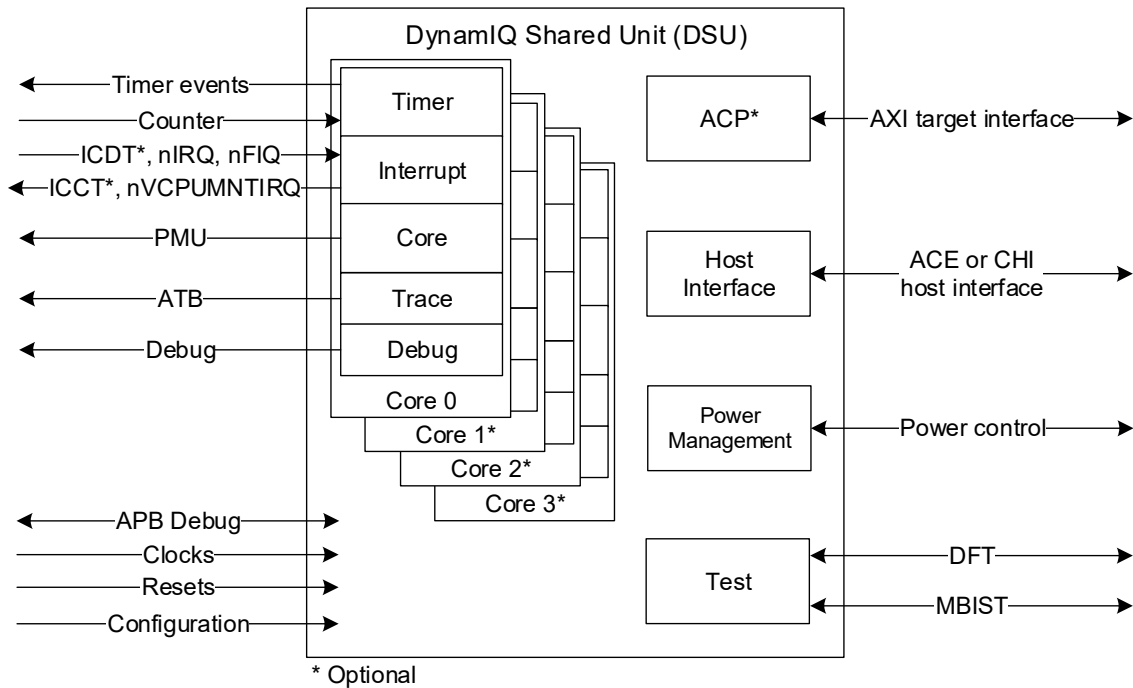 DynamIQ Shared Unit (DSU)
Timer events
Counter
ICDT*, nIRQ, nFIQ
ICCT*, nVCPUMNTIRQ
PMU
ATB
Debug
Timer
Interrupt
Core
Trace
Debug
Core 0
Core 1*
Core 2*
Core 3*
APB Debug
Clocks
Resets
Configuration
ACP*
AXI target interface
Host
Interface
ACE or CHI
host interface
Power
Management
Power control
Test
DFT
MBIST
* Optional